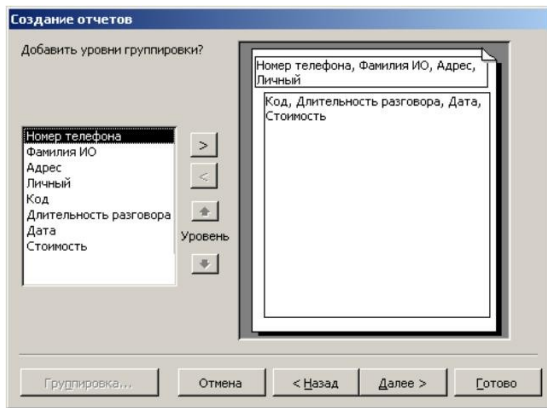 Создание отчетов
Добавить уровни группировки?
Номер телефона, Фамилия ИО, Адрес,
Личный
Код, Длительность разговора, Дата,
Стоимость
Номер телефона
Фамилия ИО
Адрес
Личный
Код
Длительность разговора
Дата
Стоимость
>
<
Уровень
Группировка...
Отмена
< Назад
Далее >
Готово